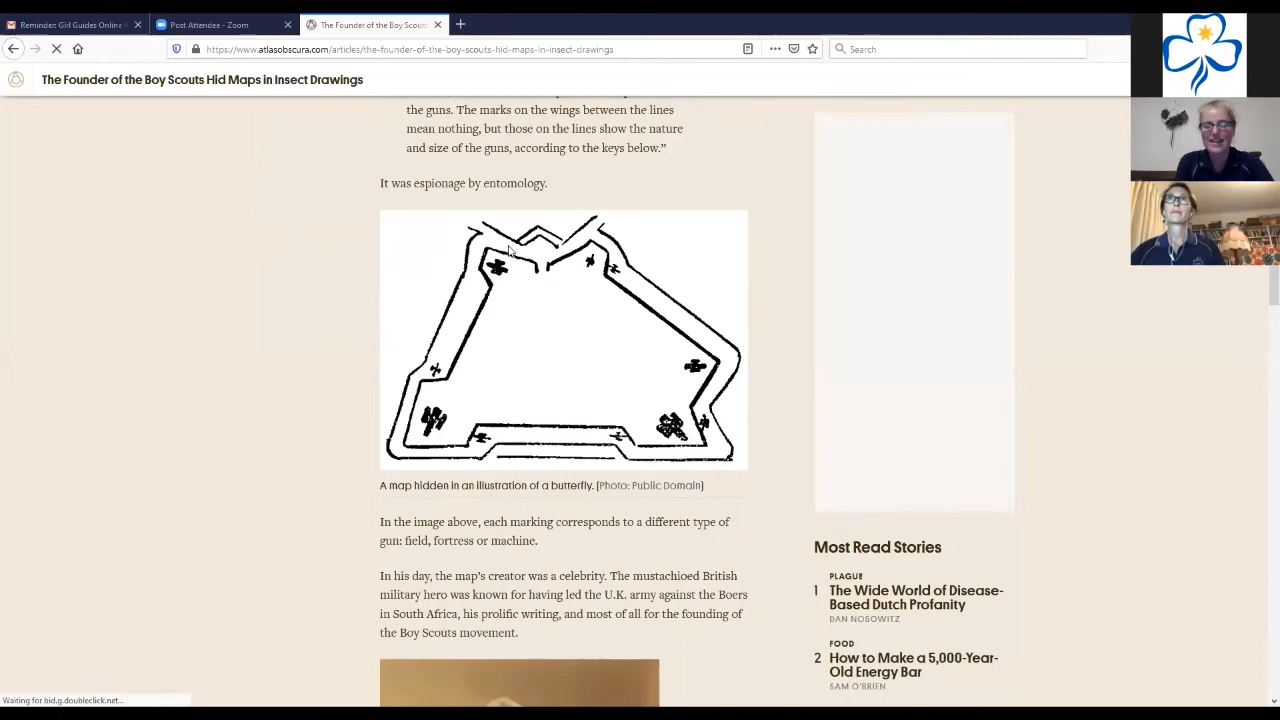 Reminder: Girl Guides Online
Post Attendee - Zoom
The Founder of the Boy Scouts
https://www.atlasobscura.com/articles/the-founder-of-the-boy-scouts-hid-maps-in-insect-drawings
Search
The Founder of the Boy Scouts Hid Maps in Insect Drawings
the guns. The marks on the wings between the lines
mean nothing, but those on the lines show the nature
and size of the guns, according to the keys below.”
It was espionage by entomology.
A map hidden in an illustration of a butterfly. (Photo: Public Domain)
In the image above, each marking corresponds to a different type of
gun: field, fortress or machine.
In his day, the map’s creator was a celebrity. The mustachioed British
military hero was known for having led the U.K. army against the Boers
in South Africa, his prolific writing, and most of all for the founding of
the Boy Scouts movement.
Most Read Stories
PLAGUE
1 The Wide World of Disease-
Based Dutch Profanity
DAN NOSOWITZ
FOOD
2 How to Make a 5,000-Year-
Old Energy Bar
SAM O'BRIEN
Waiting for bid.g.doubleclick.net...